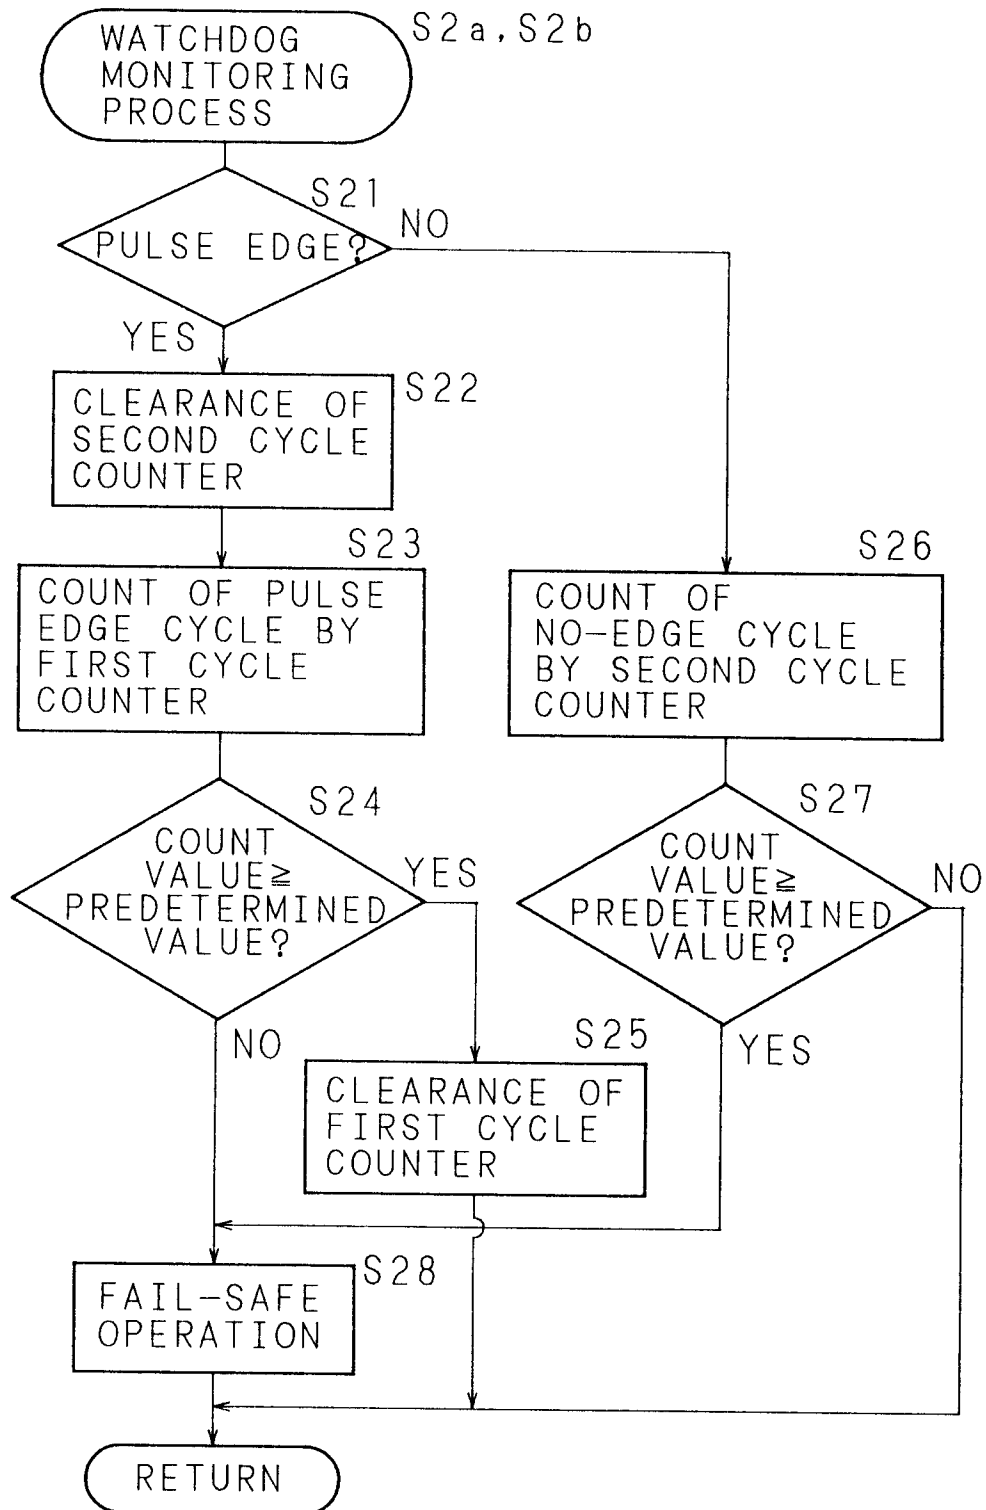 WATCHDOG
MONITORING
PROCESS
S2a, S2b
S21
PULSE EDGE?
NO
YES
S22
CLEARANCE OF
SECOND CYCLE
COUNTER
S23
COUNT OF PULSE
EDGE CYCLE BY
FIRST CYCLE
COUNTER
S26
COUNT OF
NO-EDGE CYCLE
BY SECOND CYCLE
COUNTER
S24
COUNT
VALUE≧
PREDETERMINED
VALUE?
YES
NO
S27
COUNT
VALUE≧
PREDETERMINED
VALUE?
NO
YES
S25
CLEARANCE OF
FIRST CYCLE
COUNTER
S28
FAIL-SAFE
OPERATION
RETURN